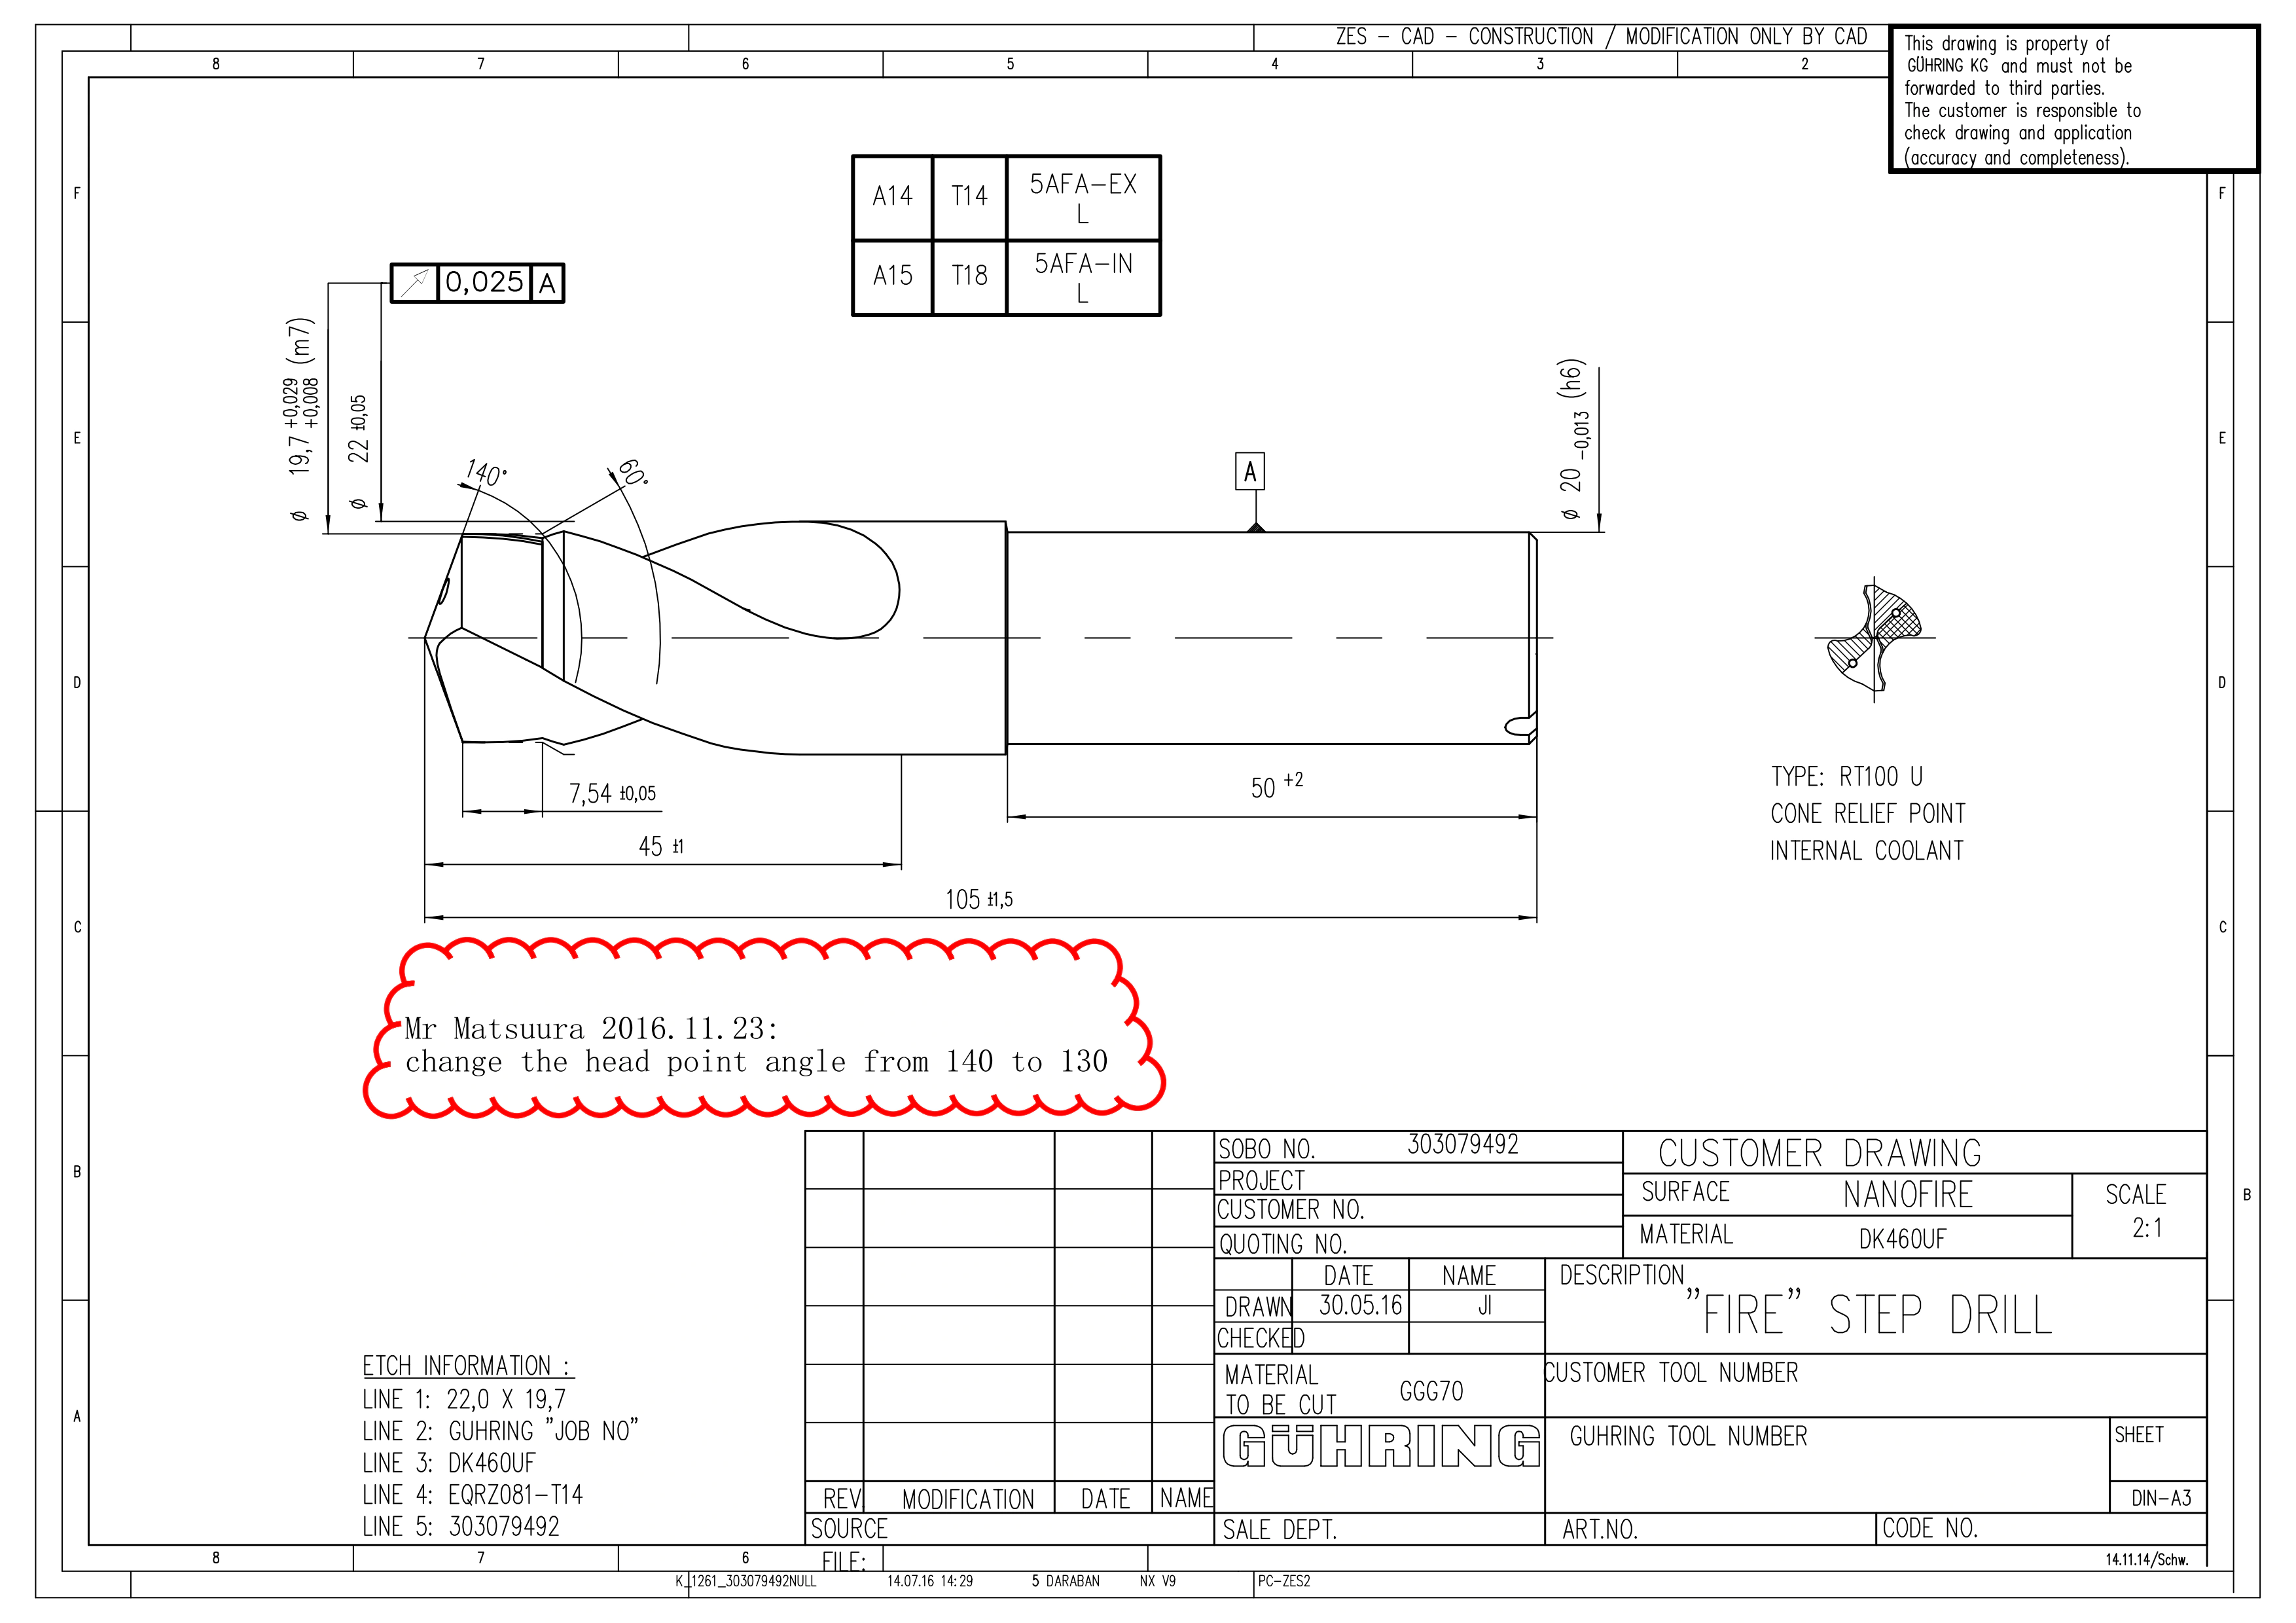 ZES - CAD - CONSTRUCTION / MODIFICATION ONLY BY CAD
This drawing is property of
GÜHRING KG and must not be
forwarded to third parties.
The customer is responsible to
check drawing and application
(accuracy and completeness).
8 7 6 5 4 3 2
F F
E E
D D
C C
B B
A
A14 T14 5AFA-EX L
A15 T18 5AFA-IN L
0,025 A
ϕ 19,7 +0,029 +0,008 (m7)
ϕ 22 ±0,05
140°
60°
A
ϕ 20 -0,013 (h6)
7,54 ±0,05
45 ±1
50 +2
105 ±1,5
TYPE: RT100 U
CONE RELIEF POINT
INTERNAL COOLANT
Mr Matsuura 2016.11.23:
change the head point angle from 140 to 130
ETCH INFORMATION :
LINE 1: 22,0 X 19,7
LINE 2: GUHRING "JOB NO"
LINE 3: DK460UF
LINE 4: EQRZ081-T14
LINE 5: 303079492
REV MODIFICATION DATE NAME
SOURCE
SOBO NO. 303079492
PROJECT
CUSTOMER NO.
QUOTING NO.
DATE NAME
DRAWN 30.05.16 JI
CHECKED
MATERIAL
TO BE CUT GGG70
GÜHRING
SALE DEPT.
CUSTOMER DRAWING
SURFACE NANOFIRE
MATERIAL DK460UF
SCALE
2:1
DESCRIPTION
"FIRE" STEP DRILL
CUSTOMER TOOL NUMBER
GUHRING TOOL NUMBER
SHEET
DIN-A3
ART.NO. CODE NO.
8 7 6
FILE:
14.11.14/Schw.
K_1261_303079492NULL 14.07.16 14:29 5 DARABAN NX V9 PC-ZES2